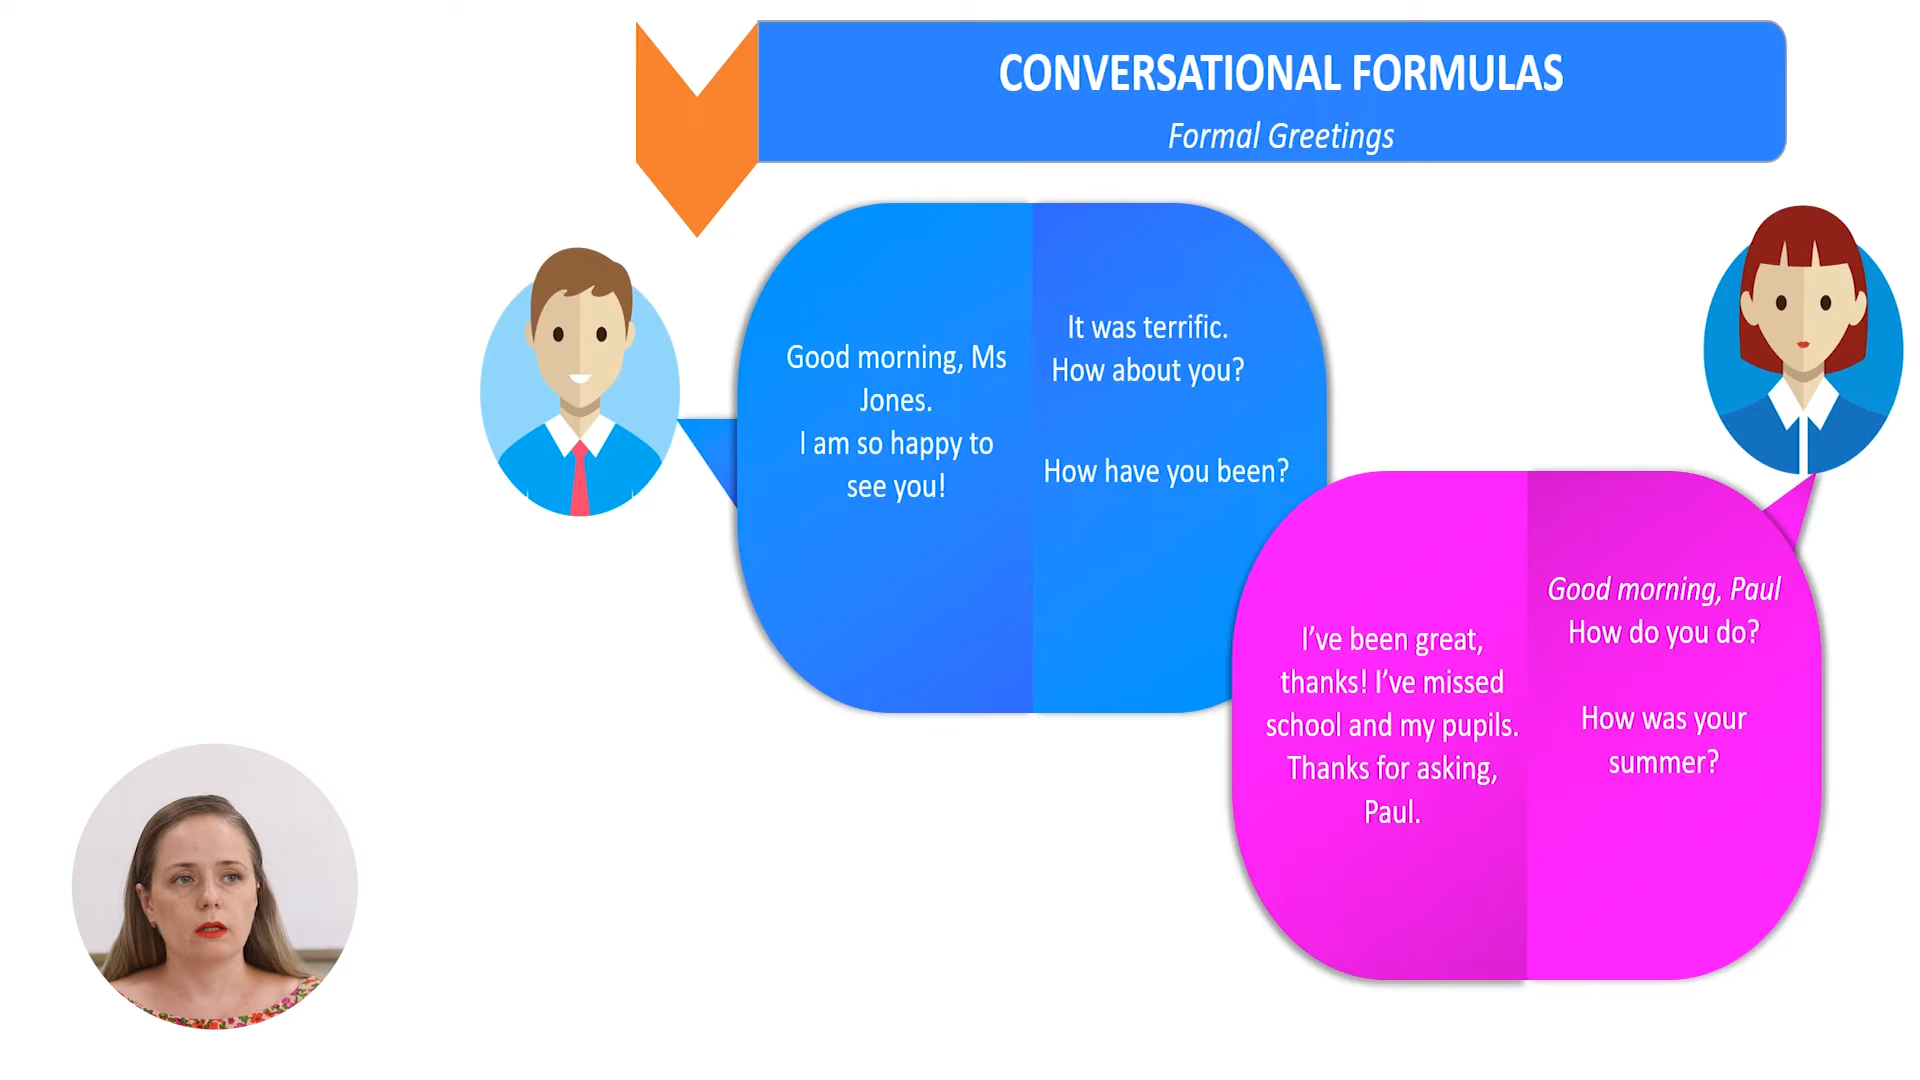 CONVERSATIONAL FORMULAS
Formal Greetings
Good morning, Ms
Jones.
I am so happy to
see you!
It was terrific.
How about you?
How have you been?
I’ve been great,
thanks! I’ve missed
school and my pupils.
Thanks for asking,
Paul.
Good morning, Paul
How do you do?
How was your
summer?